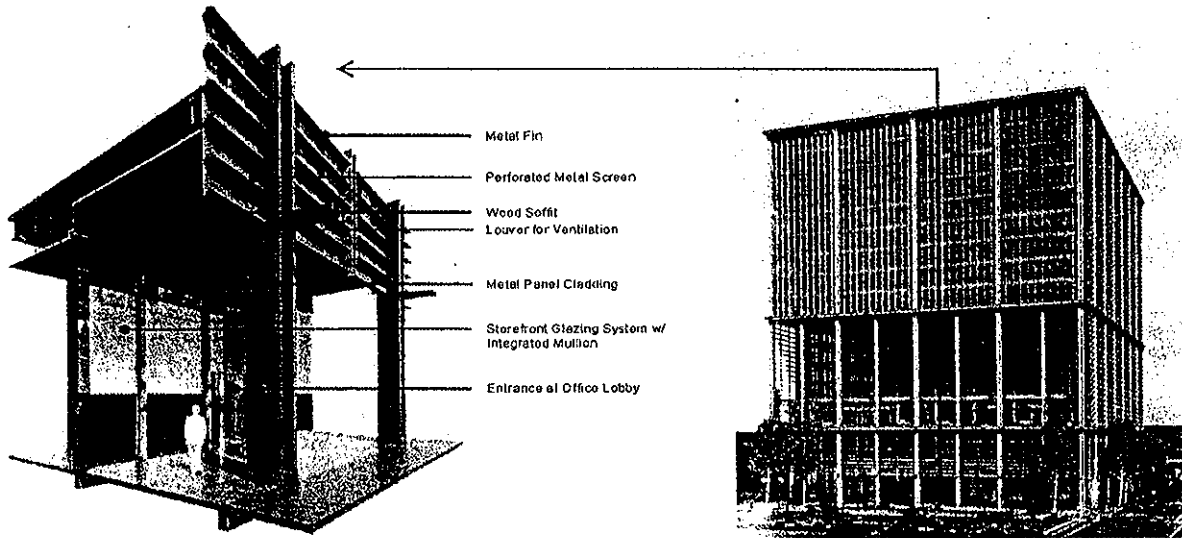 Metal Fin
Perforated Metal Screen
Wood Soffit
Louver for Ventilation
Metal Panel Cladding
Storefront Glazing System w/
Integrated Mullion
Entrance at Office Lobby